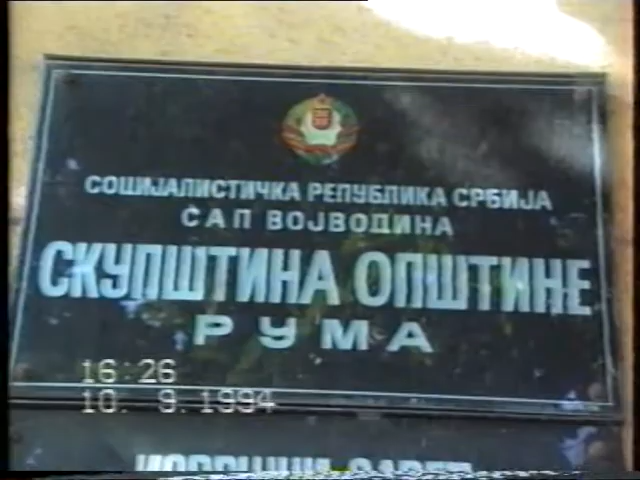 СОЦИЈАЛИСТИЧКА РЕПУБЛИКА СРБИЈА
САП ВОЈВОДИНА
СКУПШТИНА ОПШТИНЕ
РУМА
16:26
10. 9.1994